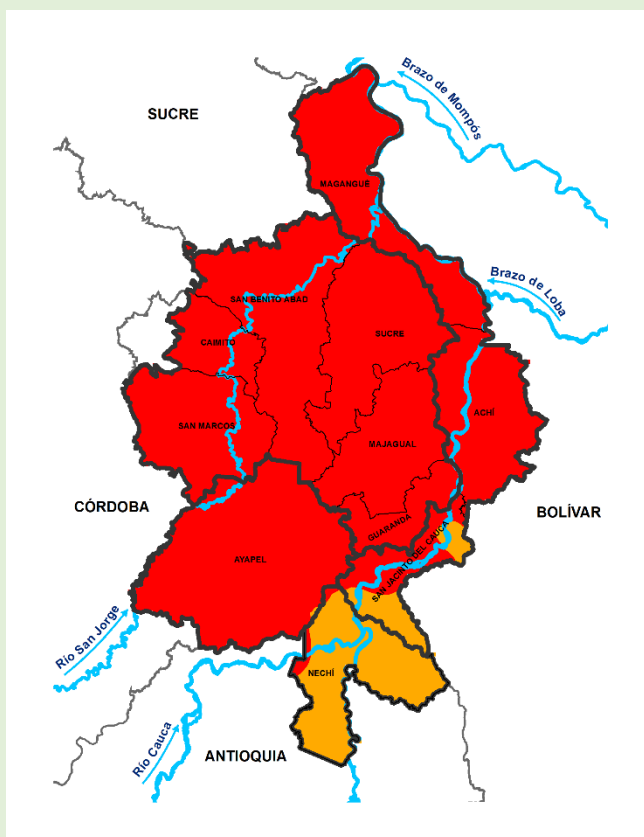 Brazo de Mompós
SUCRE
MAGANGUE
Brazo de Loba
SAN BENITO ABAD
SUCRE
CAIMITO
ACHÍ
SAN MARCOS
MAJAGUAL
CÓRDOBA
BOLÍVAR
GUARANDA
AYAPEL
SAN JACINTO DEL CAUCA
Río San Jorge
NECHÍ
Río Cauca
ANTIOQUIA